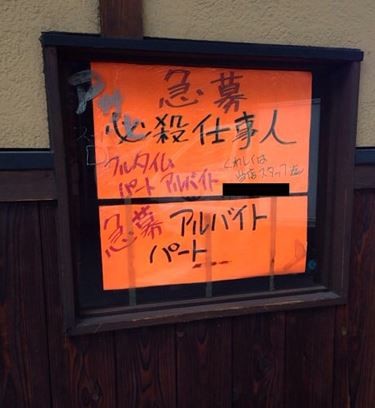 急募
必殺仕事人
フルタイム
パート アルバイト
くわしくは
当店スタッフ迄
急募 アルバイト
パート